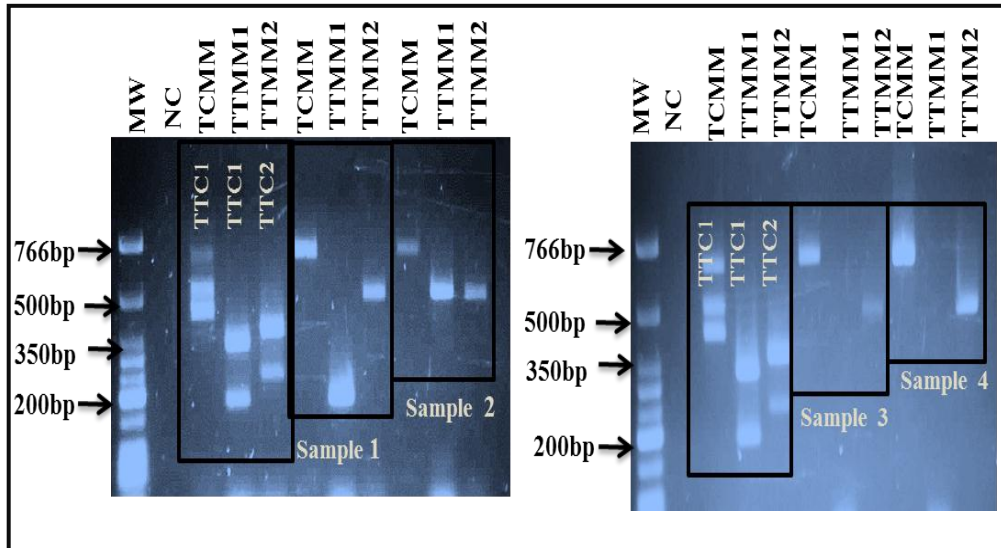 MW NC TCMM TTMM1 TTMM2 TCMM TTMM1 TTMM2 TCMM TTMM1 TTMM2
TTC1 TTC1 TTC2
766bp
500bp
350bp
200bp
Sample 1
Sample 2
MW NC TCMM TTMM1 TTMM2 TCMM TTMM1 TTMM2 TCMM TTMM1 TTMM2
TTC1 TTC1 TTC2
766bp
500bp
350bp
200bp
Sample 3
Sample 4